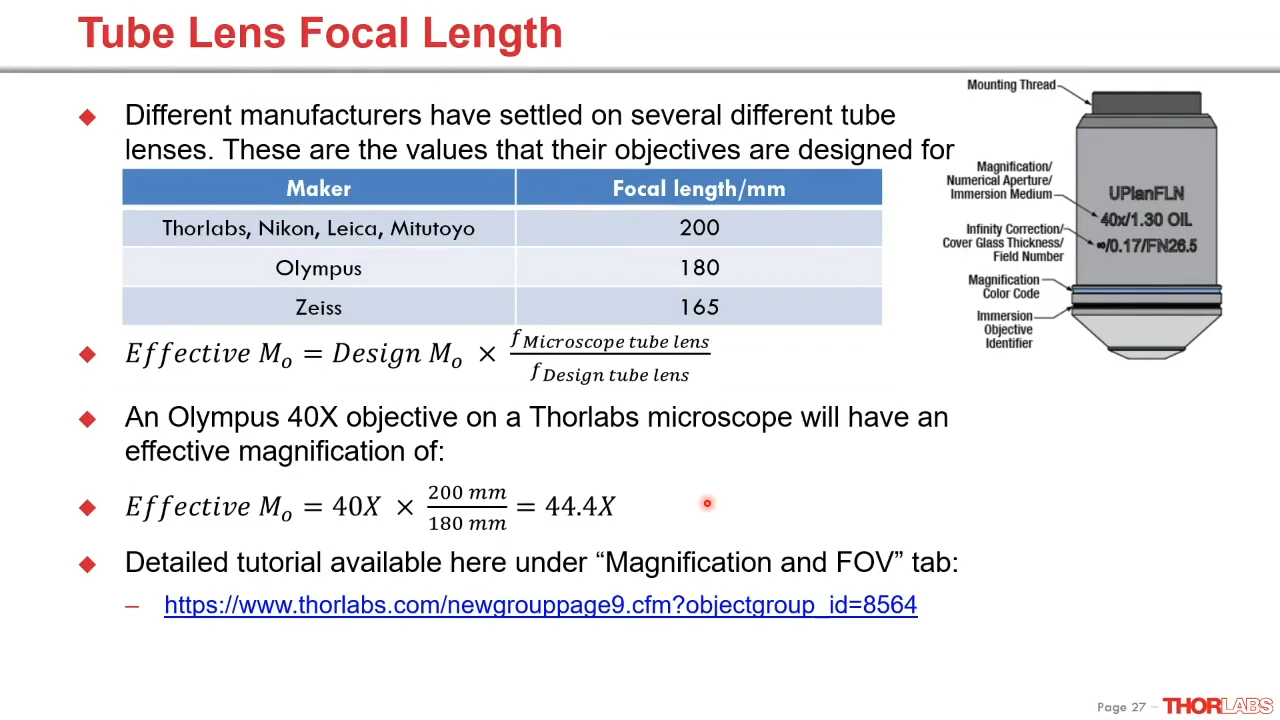 Tube Lens Focal Length
Different manufacturers have settled on several different tube
lenses. These are the values that their objectives are designed for
Maker Focal length/mm
Thorlabs, Nikon, Leica, Mitutoyo 200
Olympus 180
Zeiss 165
Effective Mₒ = Design Mₒ × f Microscope tube lens / f Design tube lens
An Olympus 40X objective on a Thorlabs microscope will have an
effective magnification of:
Effective Mₒ = 40X × 200 mm / 180 mm = 44.4X
Detailed tutorial available here under “Magnification and FOV” tab:
– https://www.thorlabs.com/newgrouppage9.cfm?objectgroup_id=8564
Mounting Thread
Magnification/
Numerical Aperture/
Immersion Medium
Infinity Correction/
Cover Glass Thickness/
Field Number
Magnification
Color Code
Immersion
Objective
Identifier
UPlanFLN
40x/1.30 OIL
∞/0.17/FN26.5
Page 27 – THORLABS